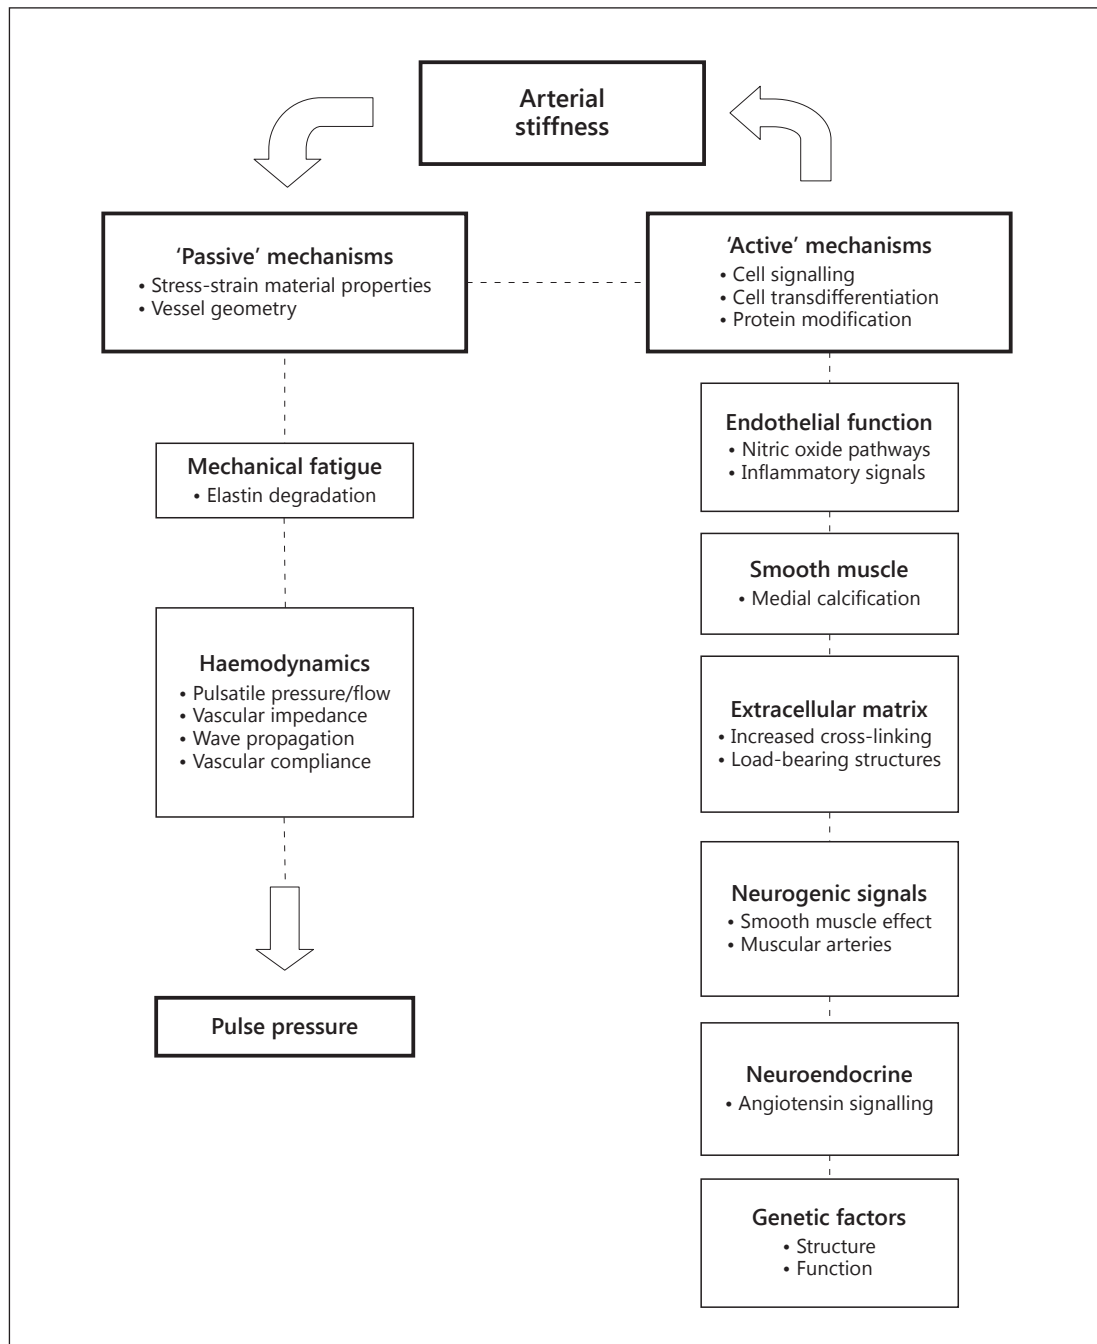 Arterial
stiffness
‘Passive’ mechanisms
• Stress-strain material properties
• Vessel geometry
Mechanical fatigue
• Elastin degradation
Haemodynamics
• Pulsatile pressure/flow
• Vascular impedance
• Wave propagation
• Vascular compliance
Pulse pressure
‘Active’ mechanisms
• Cell signalling
• Cell transdifferentiation
• Protein modification
Endothelial function
• Nitric oxide pathways
• Inflammatory signals
Smooth muscle
• Medial calcification
Extracellular matrix
• Increased cross-linking
• Load-bearing structures
Neurogenic signals
• Smooth muscle effect
• Muscular arteries
Neuroendocrine
• Angiotensin signalling
Genetic factors
• Structure
• Function